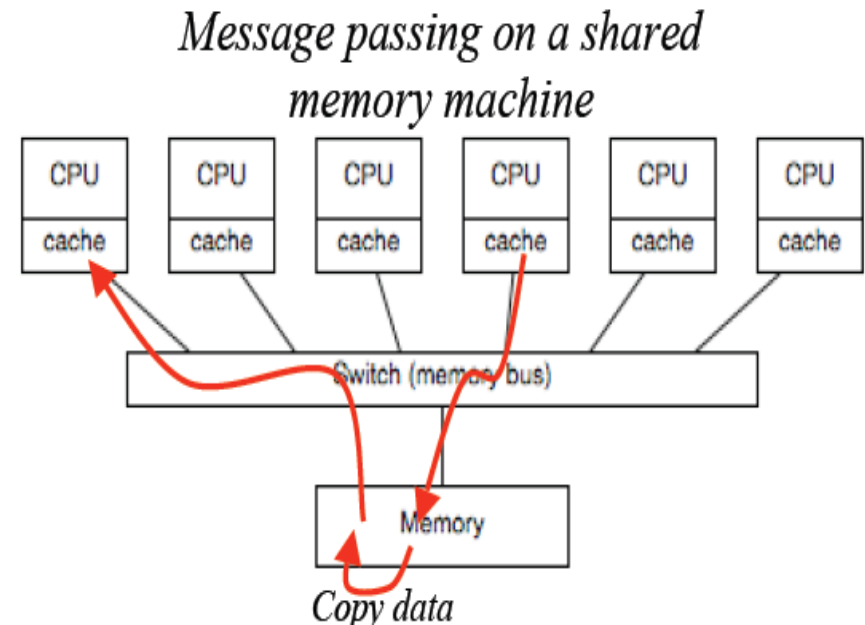 Message passing on a shared
memory machine
CPU CPU CPU CPU CPU CPU
cache cache cache cache cache cache
Switch (memory bus)
Memory
Copy data